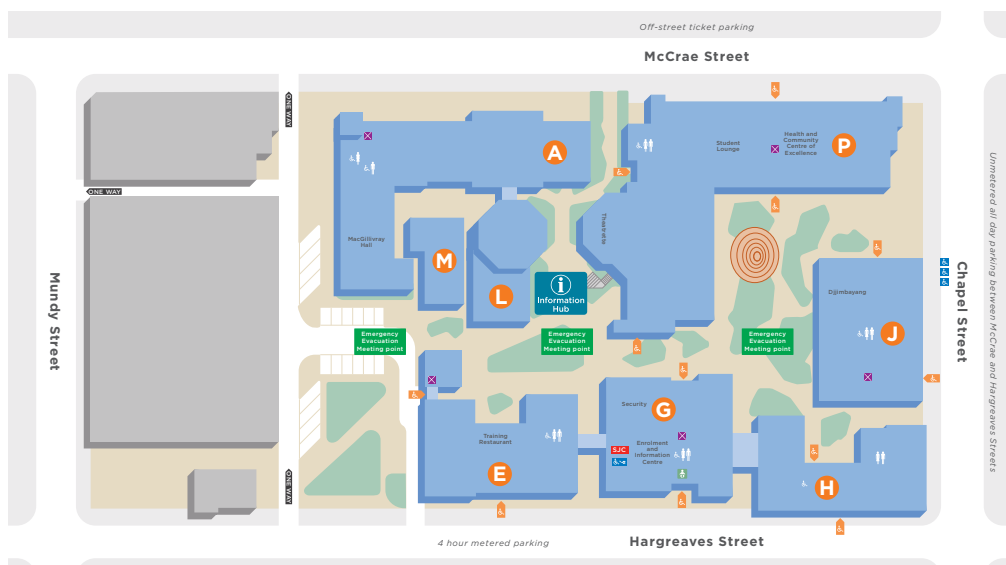 Off-street ticket parking
McCrae Street
ONE WAY
A
P
Student
Lounge
Health and
Community
Centre of
Excellence
ONE WAY
Theatrette
MacGillivray
Hall
M
L
i
Information
Hub
Djimbayang
J
Mundy Street
Chapel Street
Unmetered all day parking between McCrae and Hargreaves Streets
Emergency
Evacuation
Meeting point
Emergency
Evacuation
Meeting point
Emergency
Evacuation
Meeting point
Security
G
Training
Restaurant
Enrolment
and
Information
Centre
SJC
E
H
ONE WAY
4 hour metered parking
Hargreaves Street